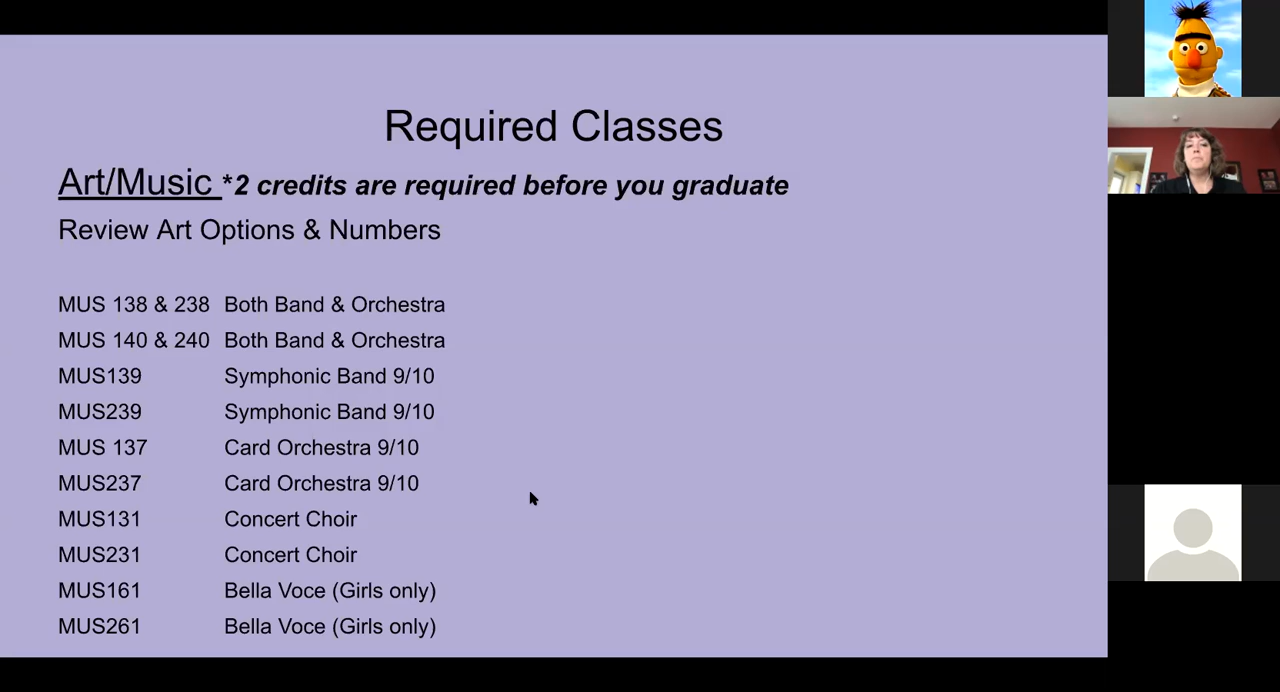 Required Classes
Art/Music *2 credits are required before you graduate
Review Art Options & Numbers
MUS 138 & 238 Both Band & Orchestra
MUS 140 & 240 Both Band & Orchestra
MUS139 Symphonic Band 9/10
MUS239 Symphonic Band 9/10
MUS 137 Card Orchestra 9/10
MUS237 Card Orchestra 9/10
MUS131 Concert Choir
MUS231 Concert Choir
MUS161 Bella Voce (Girls only)
MUS261 Bella Voce (Girls only)